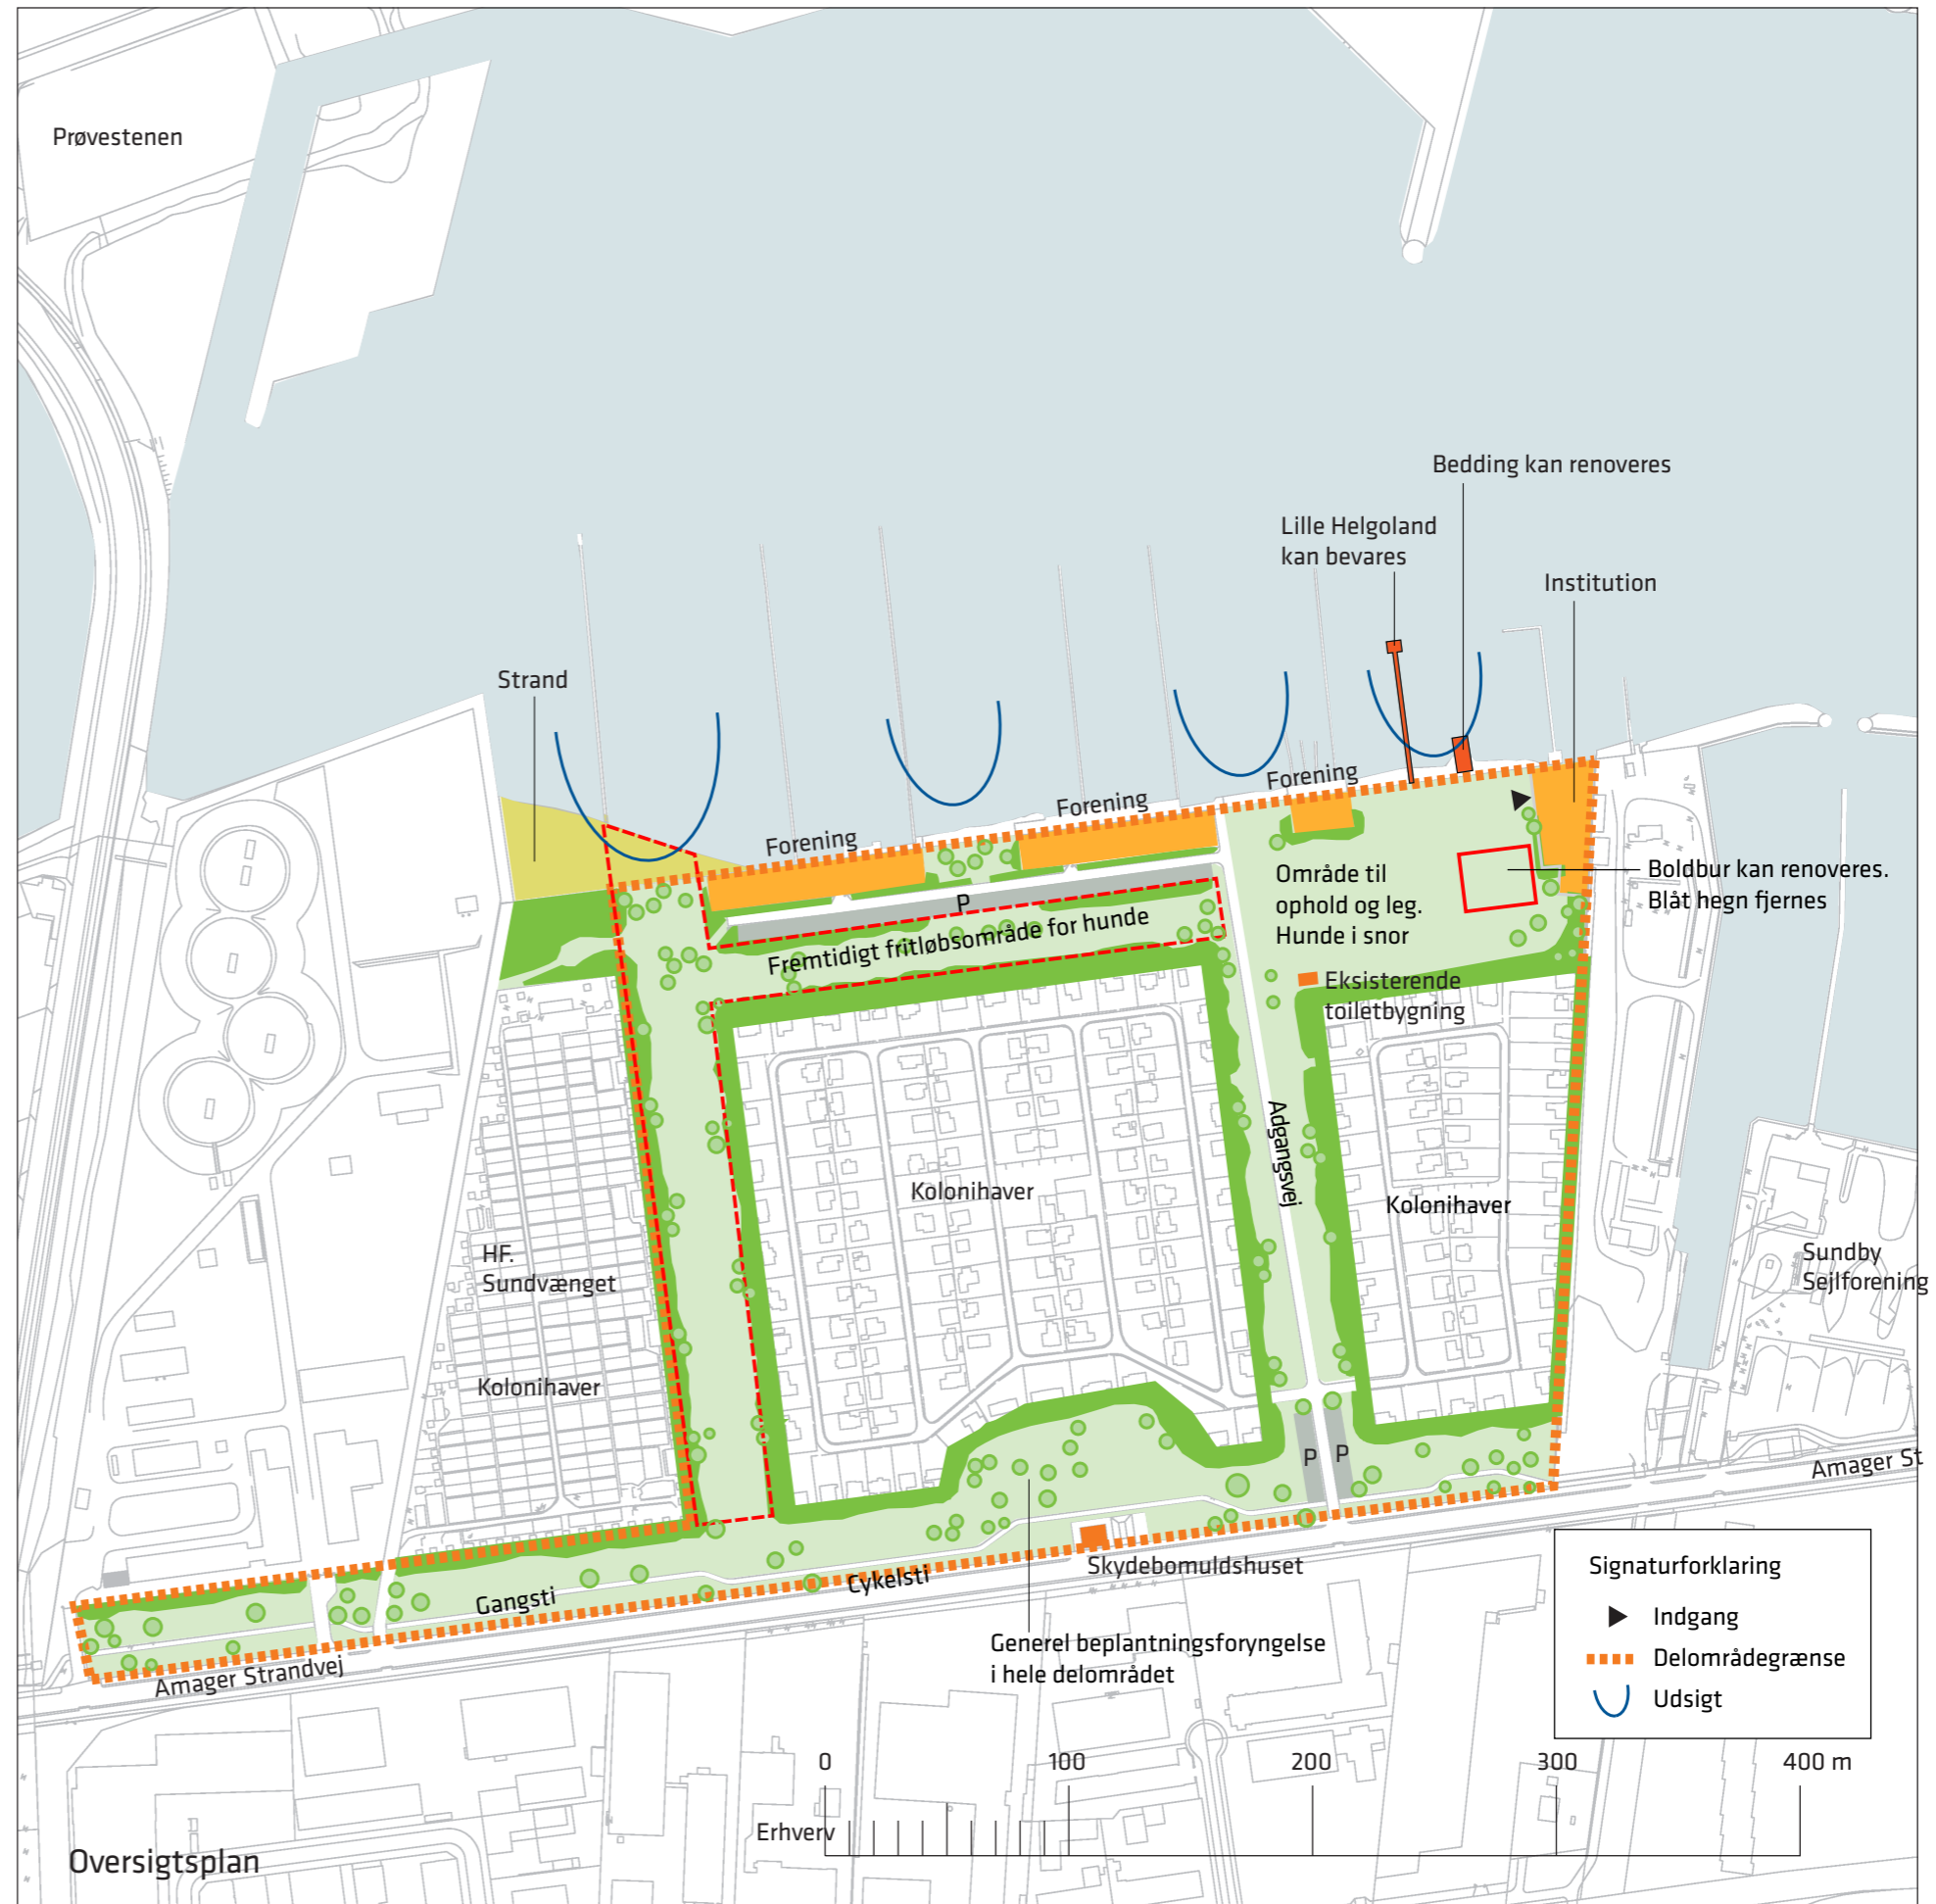 Prøvestenen
Bedding kan renoveres
Lille Helgoland
kan bevares
Institution
Strand
Forening
Forening
Forening
P
Område til
ophold og leg.
Hunde i snor
Boldbur kan renoveres.
Blåt hegn fjernes
Fremtidigt fritløbsområde for hunde
Eksisterende
toiletbygning
Adgangsvej
Kolonihaver
Kolonihaver
HF.
Sundvænget
Sundby
Sejlforening
Kolonihaver
P
P
Amager St
Skydebomuldshuset
Cykelsti
Gangsti
Generel beplantningsforyngelse
i hele delområdet
Amager Strandvej
Signaturforklaring
Indgang
Delområdegrænse
Udsigt
0 100 200 300 400 m
Erhverv
Oversigtsplan